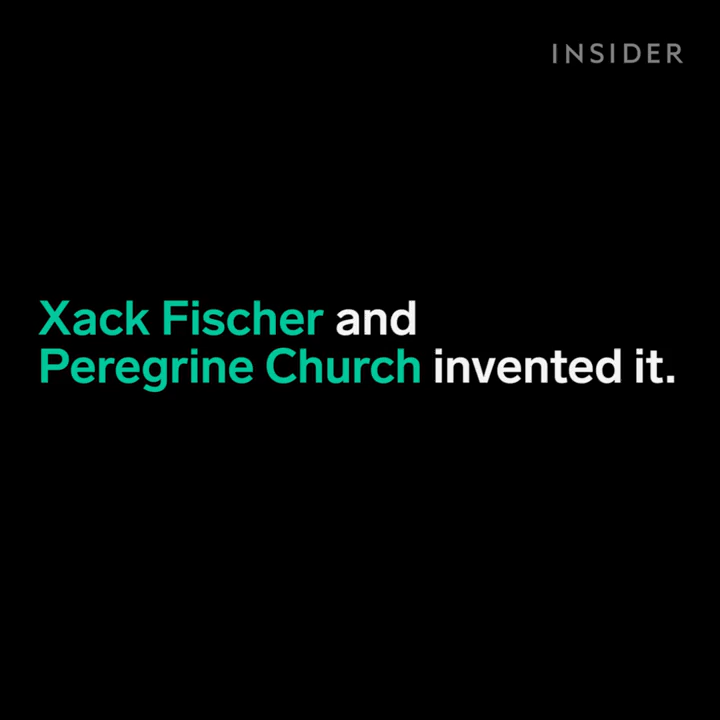 INSIDER
Xack Fischer and
Peregrine Church invented it.